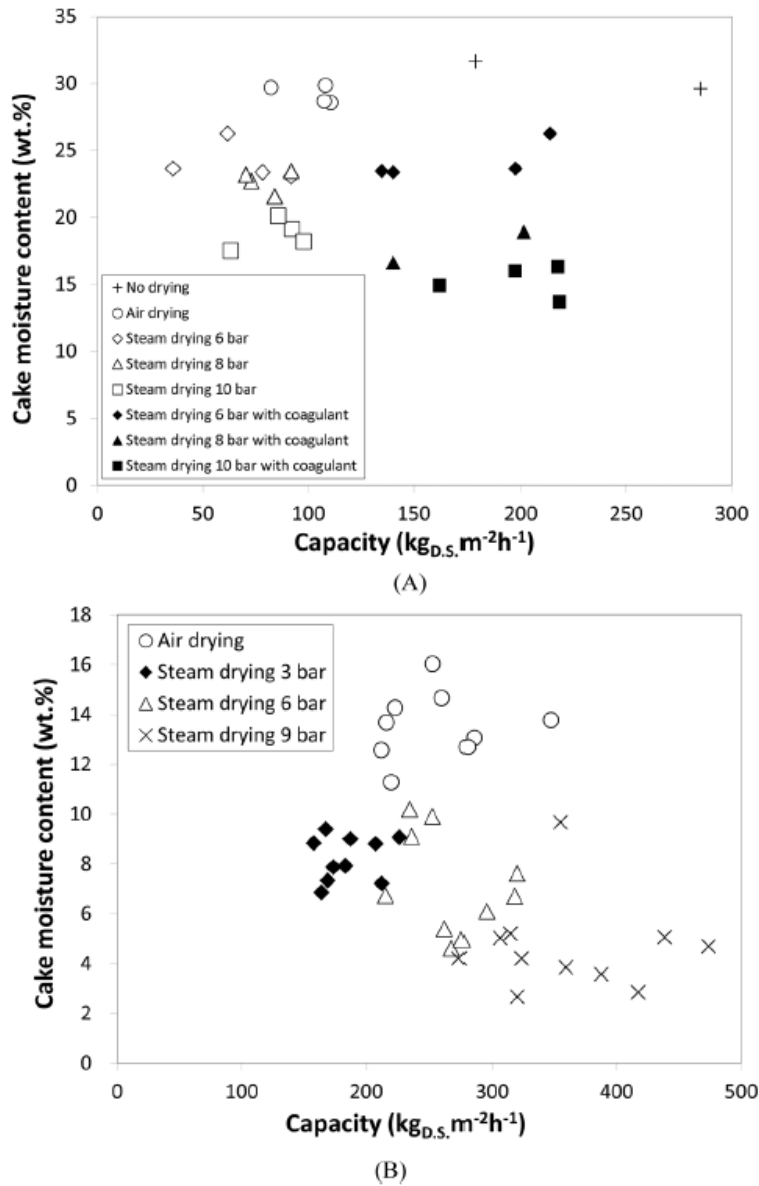 35
30
25
20
15
10
5
0
Cake moisture content (wt.%)
+ No drying
○ Air drying
◇ Steam drying 6 bar
△ Steam drying 8 bar
□ Steam drying 10 bar
◆ Steam drying 6 bar with coagulant
▲ Steam drying 8 bar with coagulant
■ Steam drying 10 bar with coagulant
0 50 100 150 200 250 300
Capacity (kg_D.S.m⁻²h⁻¹)
(A)
18
16
14
12
10
8
6
4
2
0
Cake moisture content (wt.%)
○ Air drying
◆ Steam drying 3 bar
△ Steam drying 6 bar
× Steam drying 9 bar
0 100 200 300 400 500
Capacity (kg_D.S.m⁻²h⁻¹)
(B)